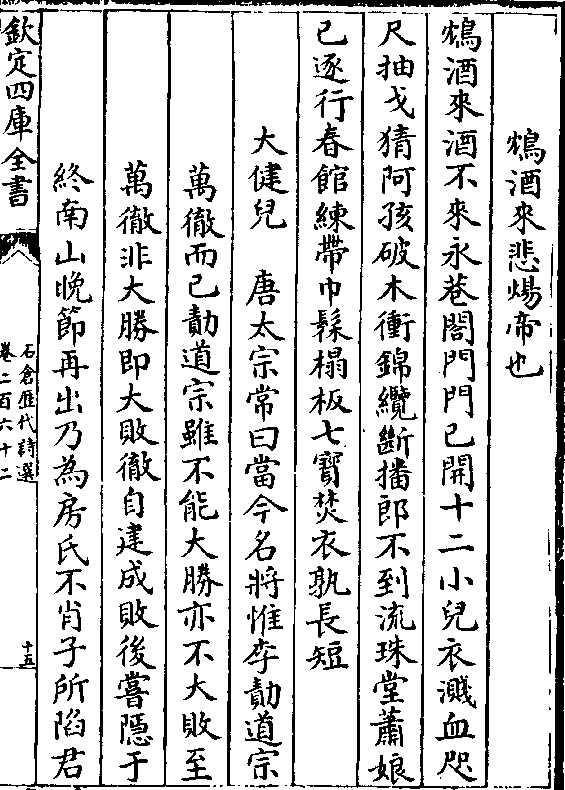 鴆酒來悲煬帝也
鴆酒來酒不來永巷閤門門已開十二小兒衣濺血咫
尺抽戈猜阿孩破木衝錦纜斷播郎不到流珠堂蕭娘
已逐行春館練帶巾髹榻板七寳焚衣孰長短
大健兒 唐太宗常曰當今名將惟李勣道宗
萬徹而已勣道宗雖不能大勝亦不大敗至
萬徹非大勝即大敗徹自建成敗後嘗隱于
終南山晚節再出乃為房氏不肖子所陷君
欽定四庫全書
石倉歷代詩選
卷二百六十二
十五